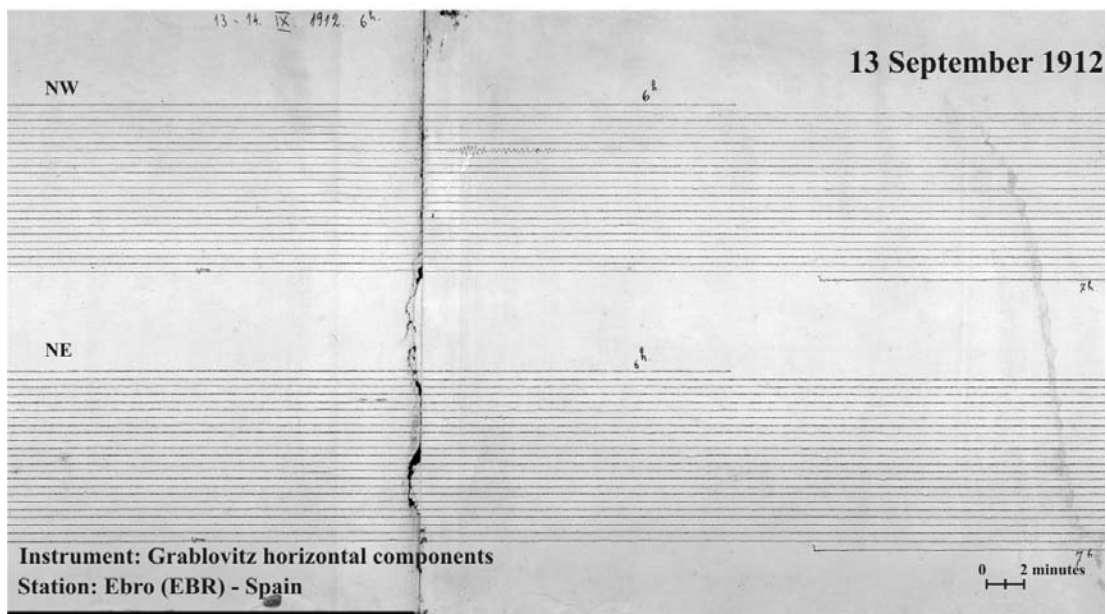 13-14. IX. 1912. 6h.
13 September 1912
NW
6h
7h
NE
6h
7h
Instrument: Grablovitz horizontal components
Station: Ebro (EBR) - Spain
0 2 minutes